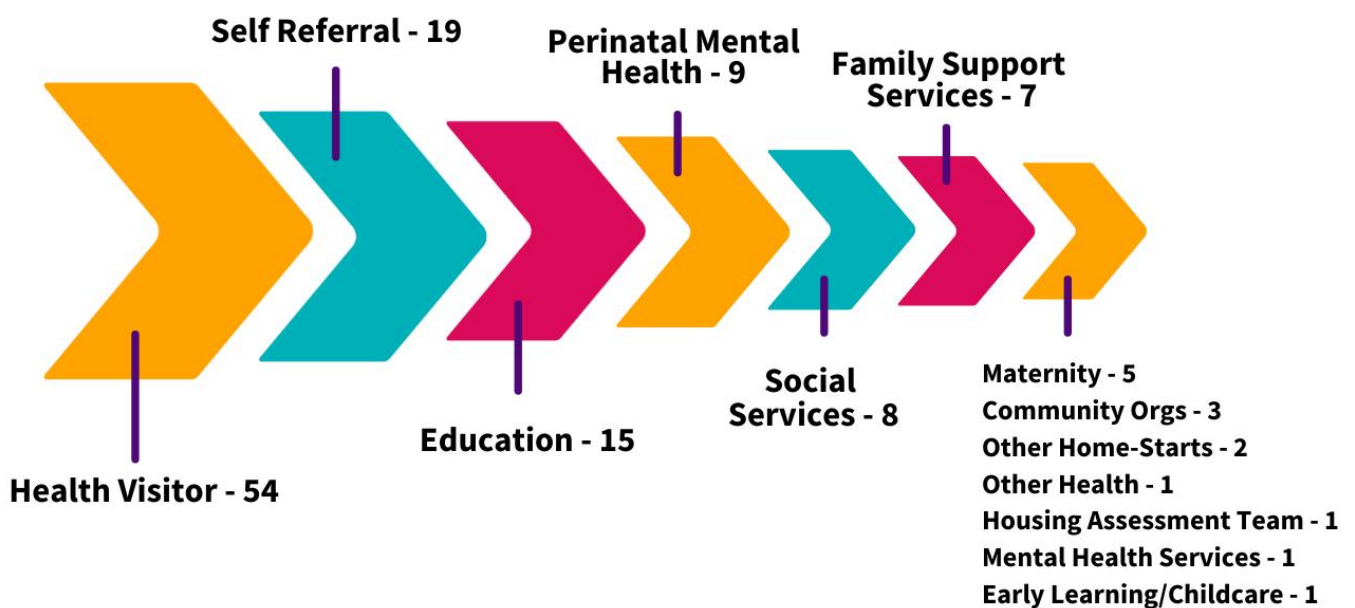 Self Referral - 19
Perinatal Mental
Health - 9
Family Support
Services - 7
Health Visitor - 54
Education - 15
Social
Services - 8
Maternity - 5
Community Orgs - 3
Other Home-Starts - 2
Other Health - 1
Housing Assessment Team - 1
Mental Health Services - 1
Early Learning/Childcare - 1